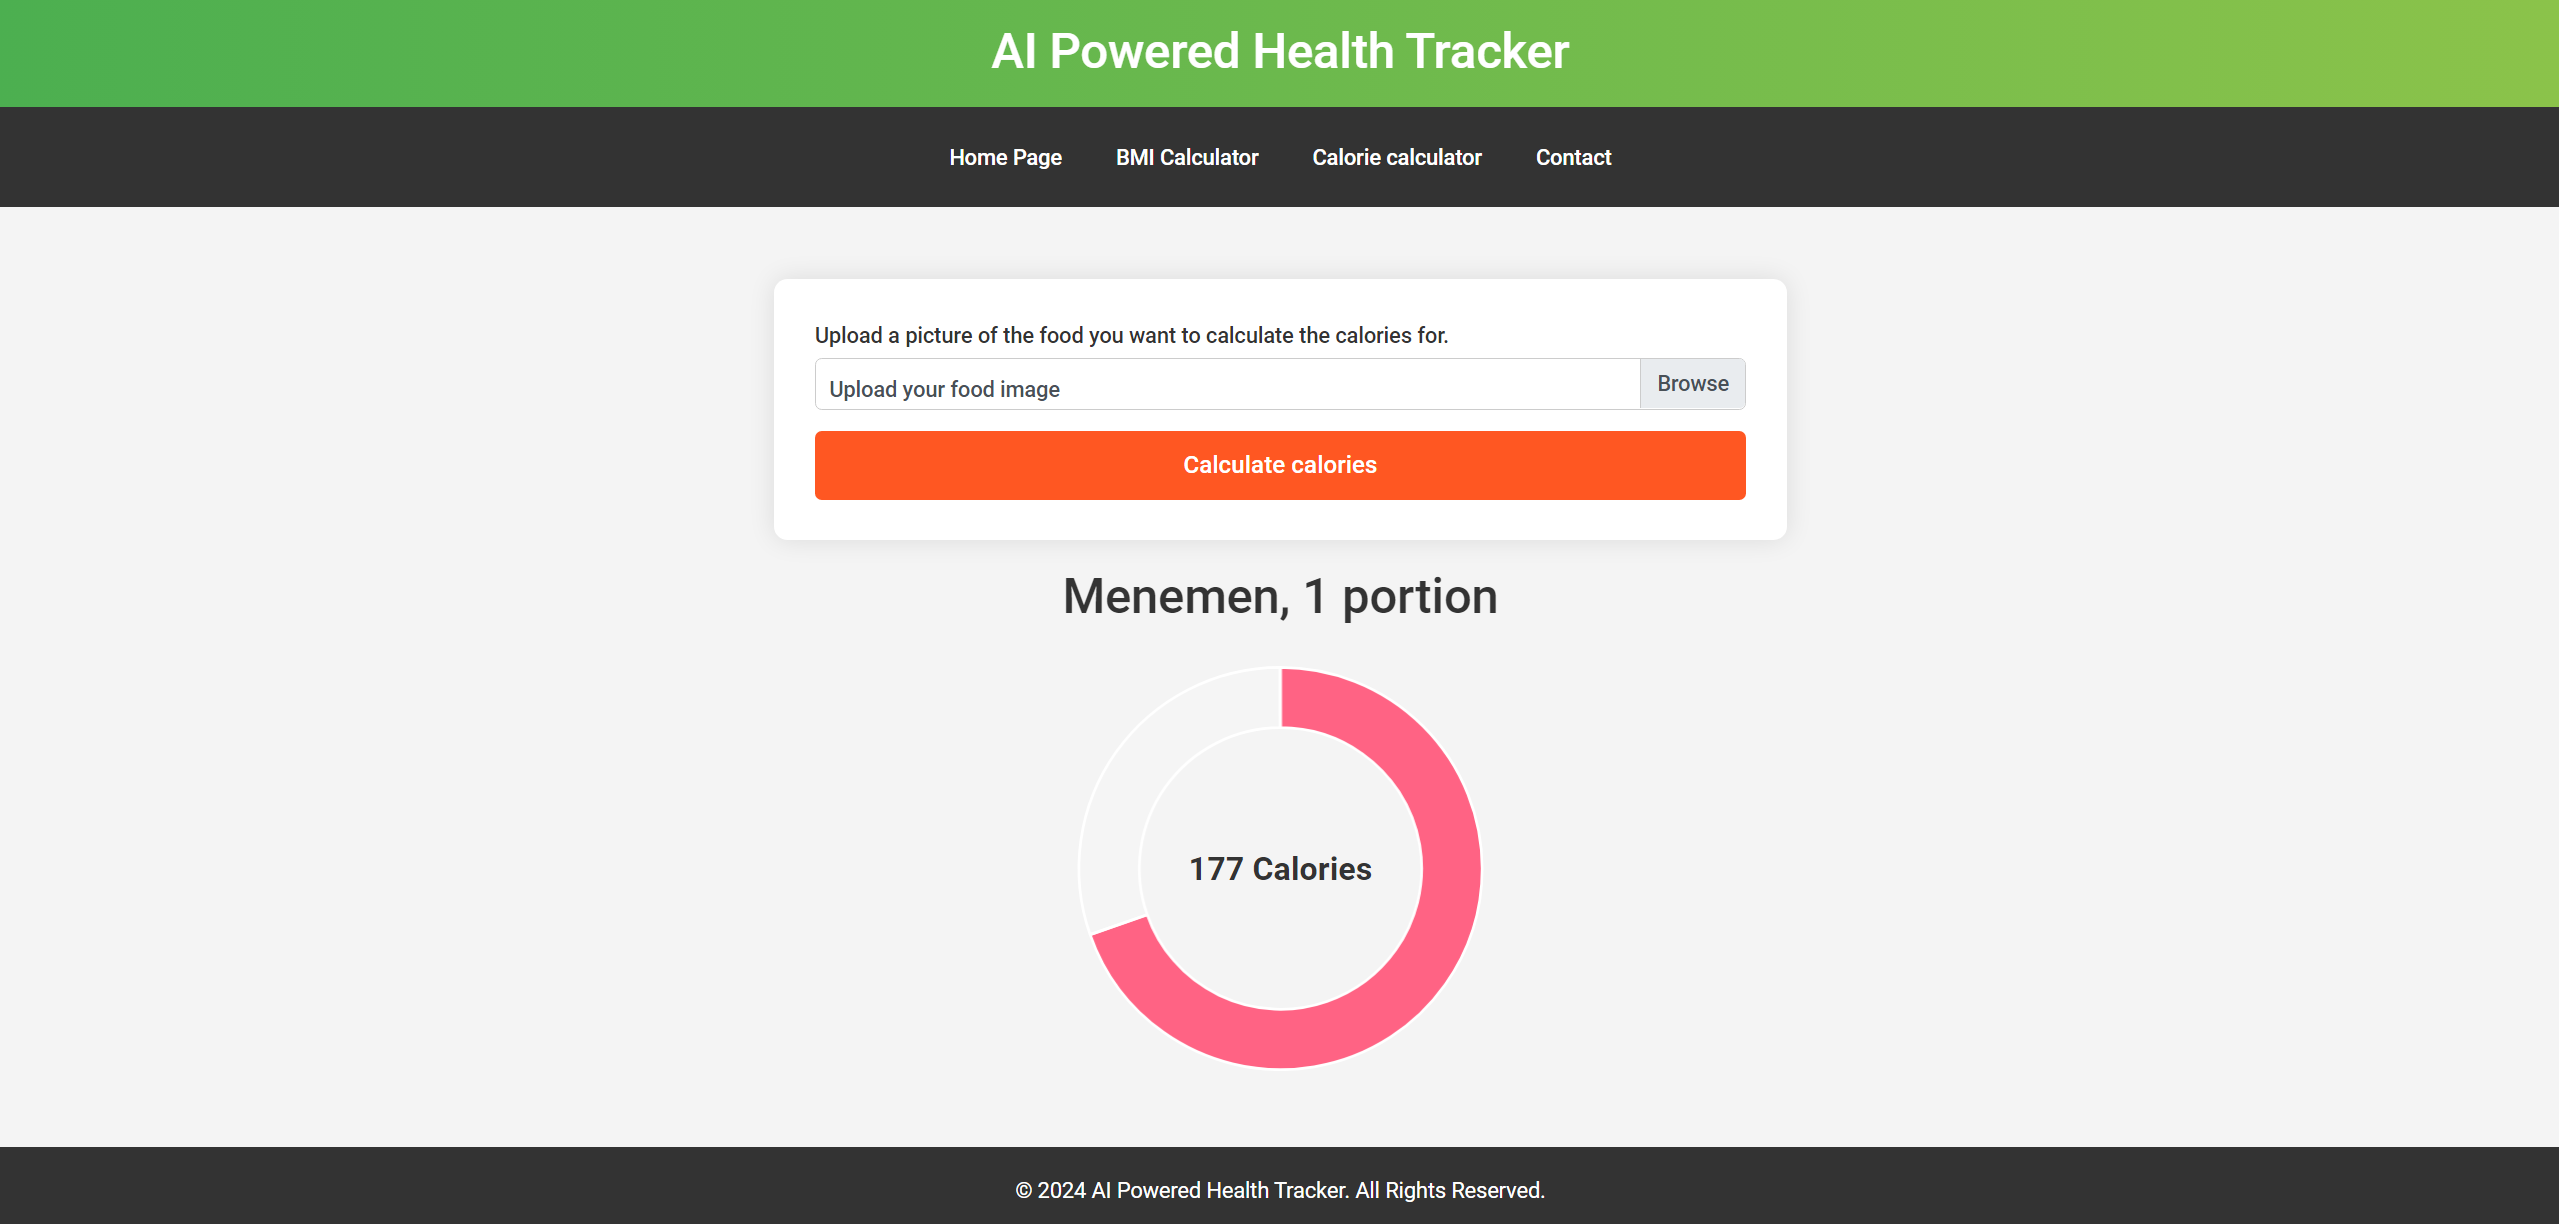 AI Powered Health Tracker
Home Page BMI Calculator Calorie calculator Contact
Upload a picture of the food you want to calculate the calories for.
Upload your food image Browse
Calculate calories
Menemen, 1 portion
177 Calories
© 2024 AI Powered Health Tracker. All Rights Reserved.